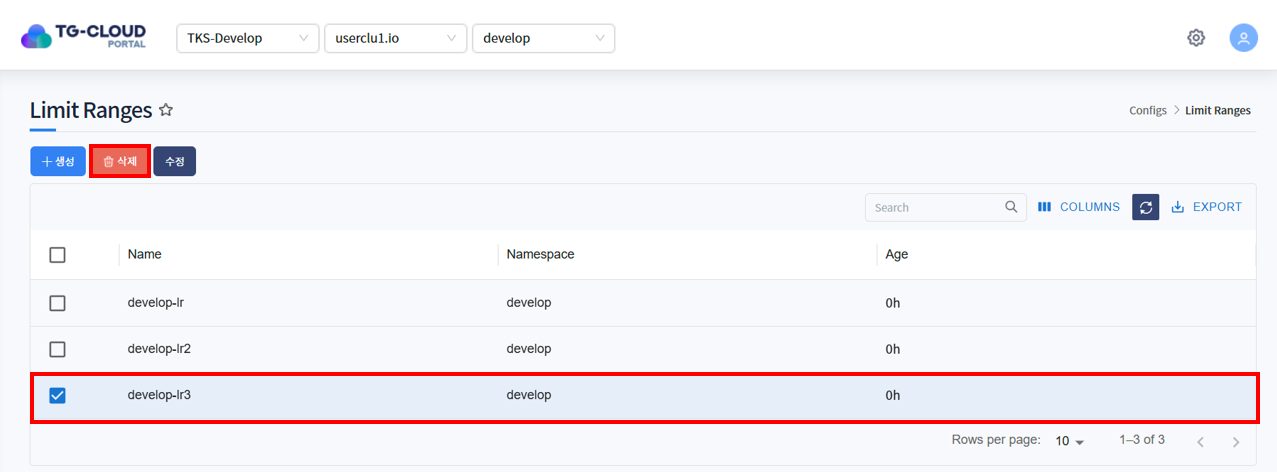 TG-CLOUD
PORTAL
TKS-Develop
userclu1.io
develop
Limit Ranges
Configs > Limit Ranges
+ 생성
삭제
수정
Search
COLUMNS
EXPORT
Name Namespace Age
develop-lr develop 0h
develop-lr2 develop 0h
develop-lr3 develop 0h
Rows per page: 10 1–3 of 3